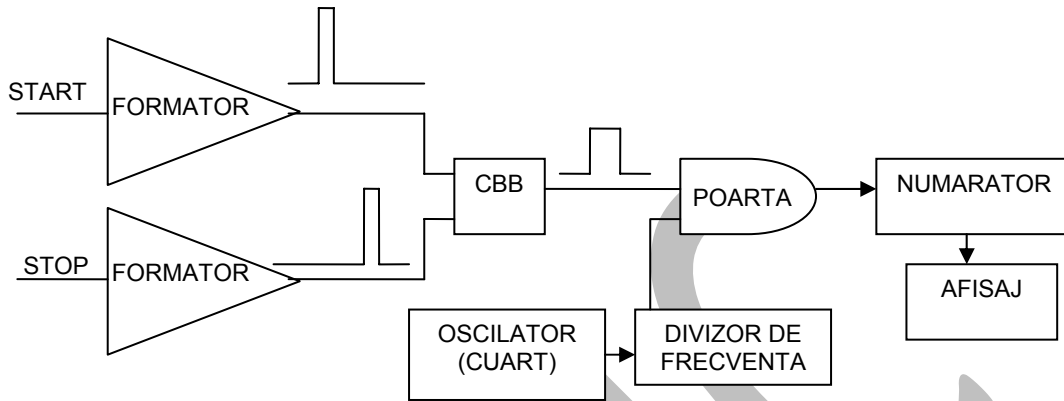 START
FORMATOR
CBB
POARTA
NUMARATOR
STOP
FORMATOR
AFISAJ
OSCILATOR
(CUART)
DIVIZOR DE
FRECVENTA